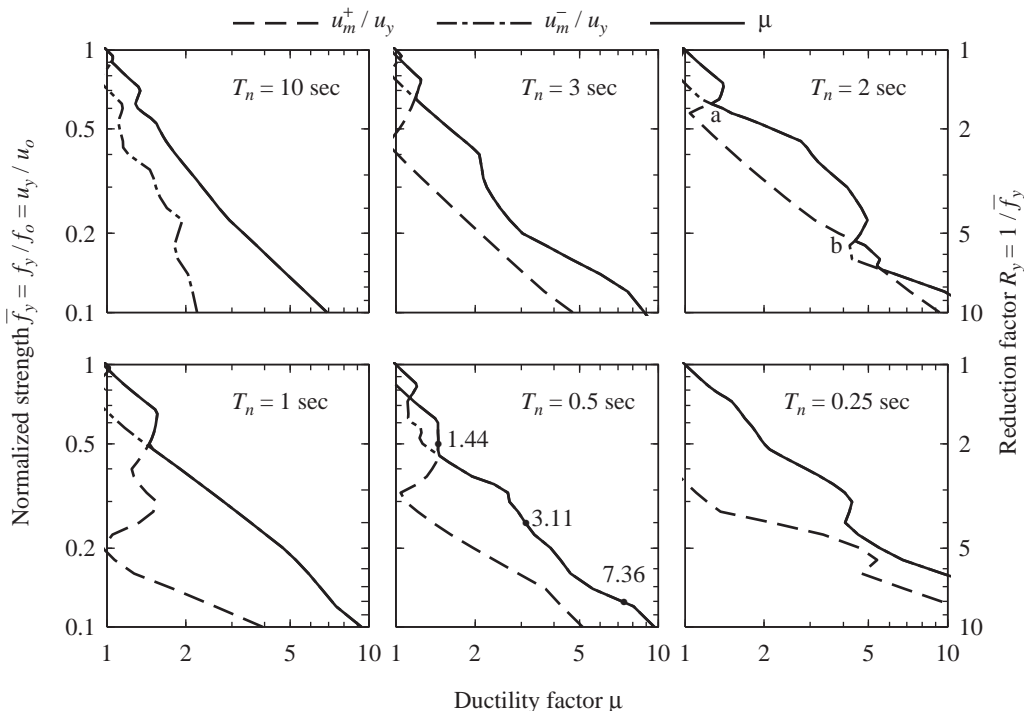 u_m^+ / u_y u_m^- / u_y μ
T_n = 10 sec
T_n = 3 sec
T_n = 2 sec
1
0.5
0.2
0.1
a
b
1
2
5
10
T_n = 1 sec
T_n = 0.5 sec
T_n = 0.25 sec
1
0.5
0.2
0.1
1.44
3.11
7.36
1
2
5
10
1 2 5 10 1 2 5 10 1 2 5 10
Ductility factor μ
Normalized strength f̅_y = f_y / f_o = u_y / u_o
Reduction factor R_y = 1 / f̅_y